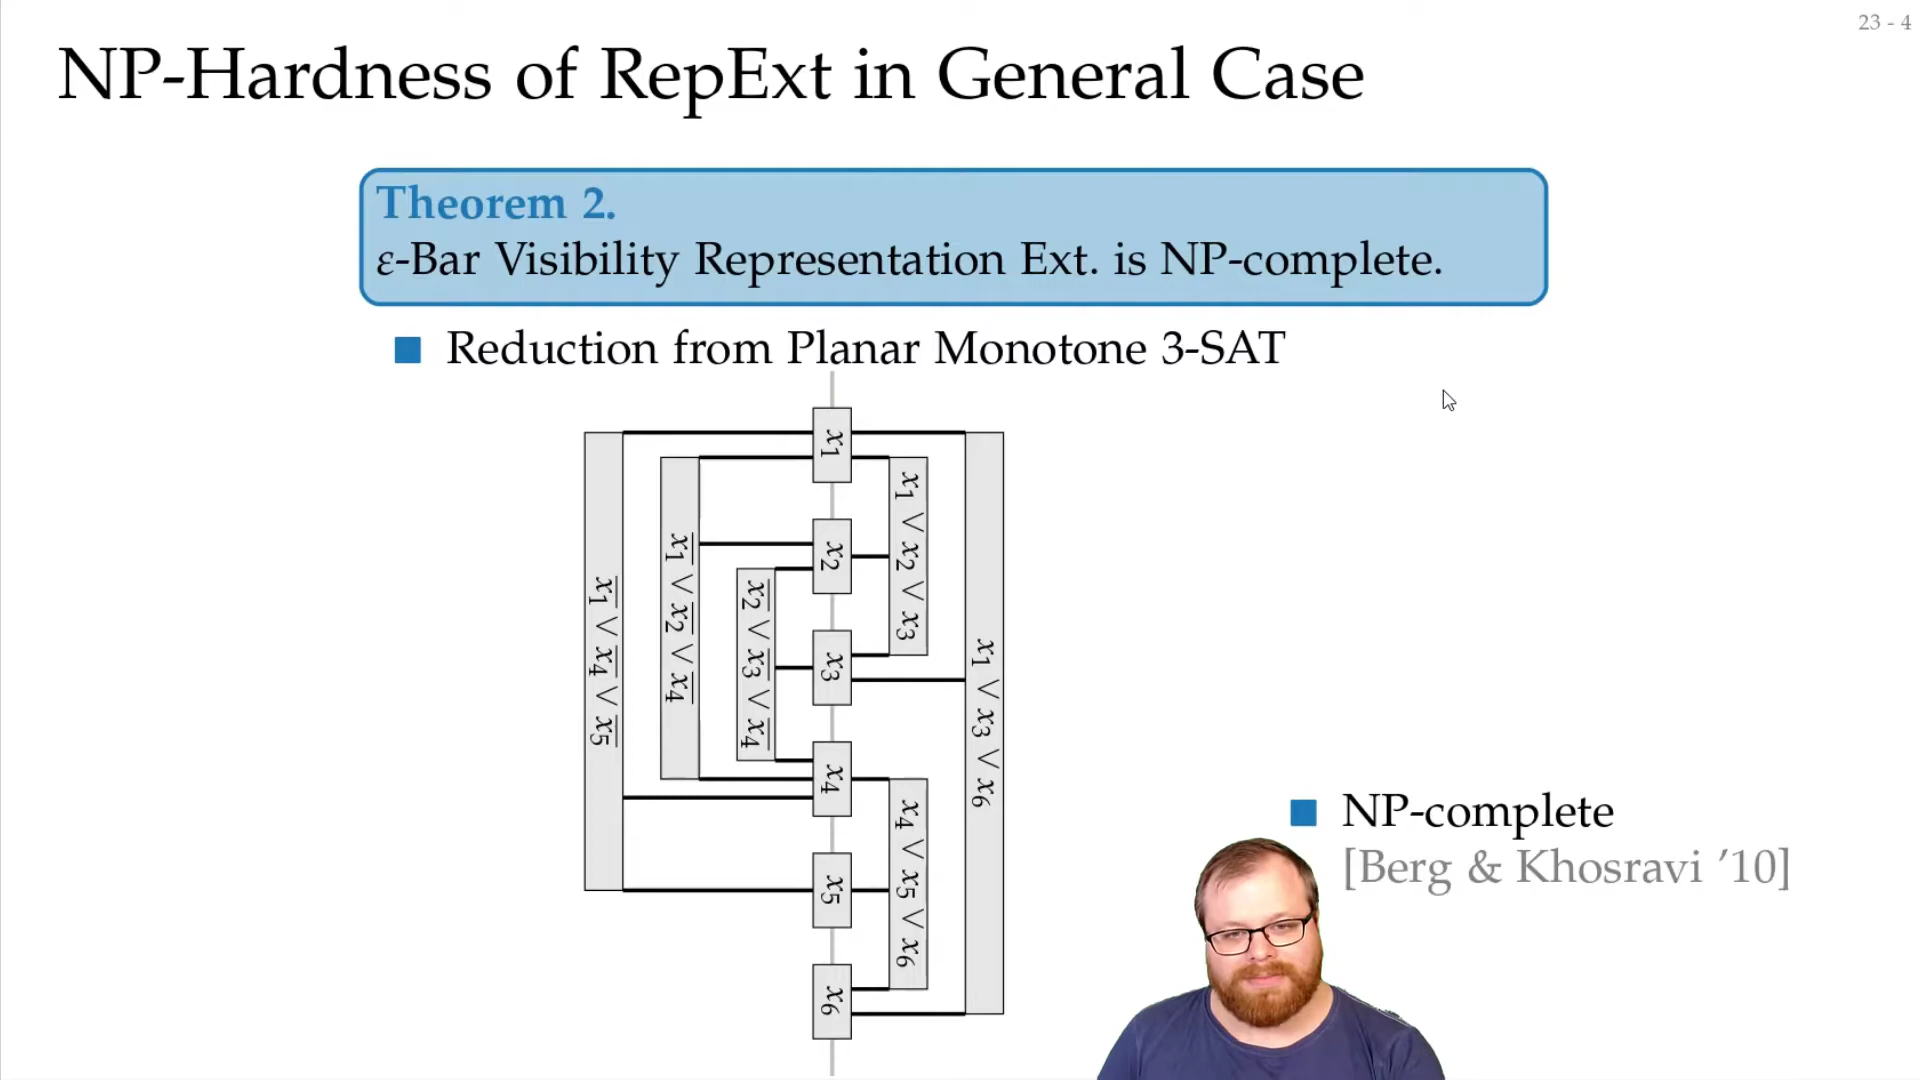 23 - 4
NP-Hardness of RepExt in General Case
Theorem 2.
ε-Bar Visibility Representation Ext. is NP-complete.
Reduction from Planar Monotone 3-SAT
x₁
x₂
x₃
x₄
x₅
x₆
x̅₁ ∨ x̅₄ ∨ x̅₅
x̅₁ ∨ x̅₂ ∨ x̅₄
x̅₂ ∨ x̅₃ ∨ x̅₄
x₁ ∨ x₂ ∨ x₃
x₄ ∨ x₅ ∨ x₆
x₁ ∨ x₃ ∨ x₆
NP-complete
[Berg & Khosravi ’10]